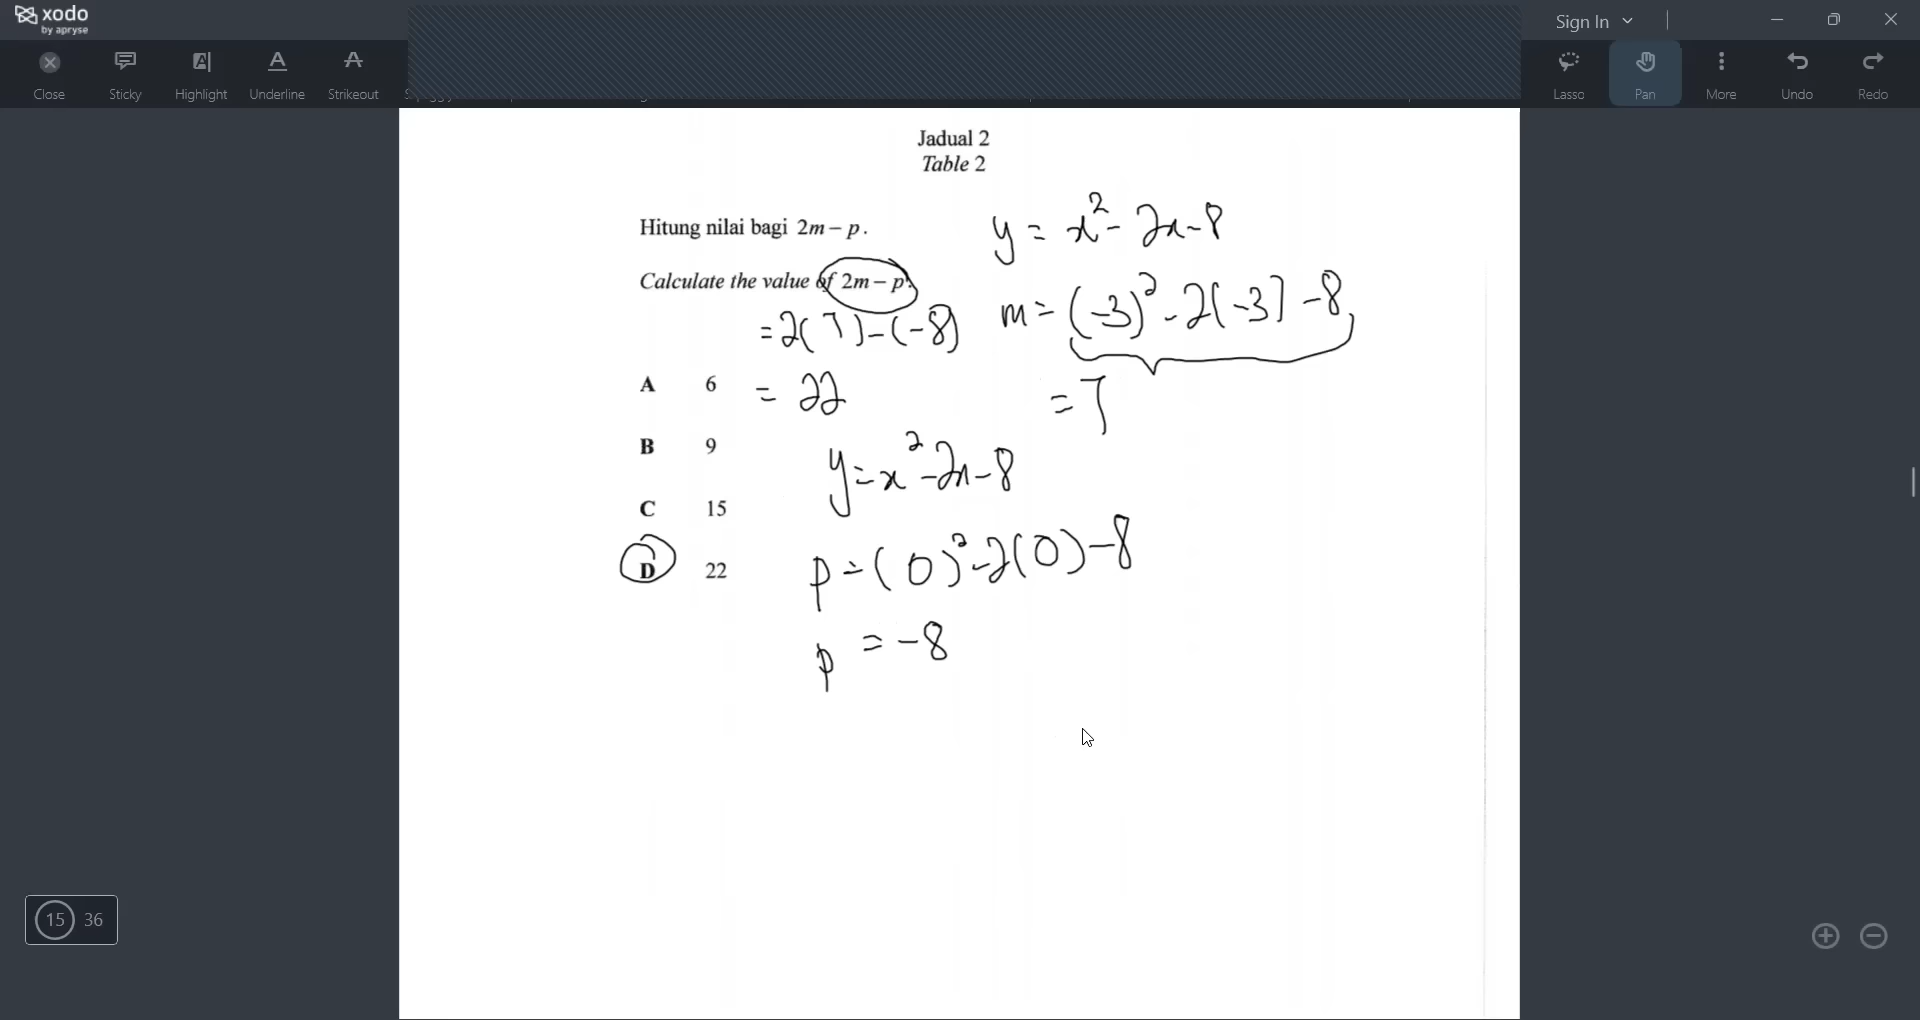 xodo
by apryse
Sign In
Close Sticky Highlight Underline Strikeout
Lasso Pan More Undo Redo
Jadual 2
Table 2
Hitung nilai bagi 2m – p.
Calculate the value of 2m – p.
= 2(7) – (–8)
= 22
y = x² – 2x – 8
m = (–3)² – 2(–3) – 8
= 7
A 6
B 9
C 15
D 22
y = x² – 2x – 8
p = (0)² – 2(0) – 8
p = –8
15 36